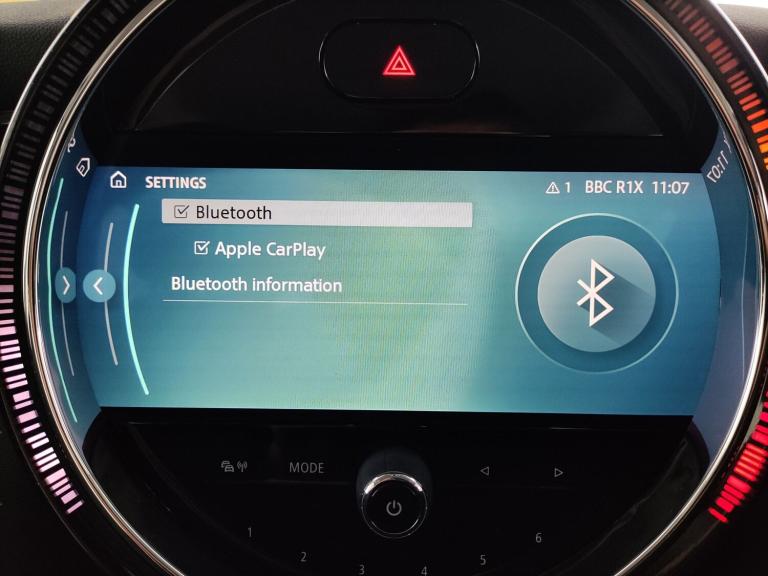 SETTINGS
1 BBC R1X 11:07
Bluetooth
Apple CarPlay
Bluetooth information
MODE
1
2
3
4
5
6